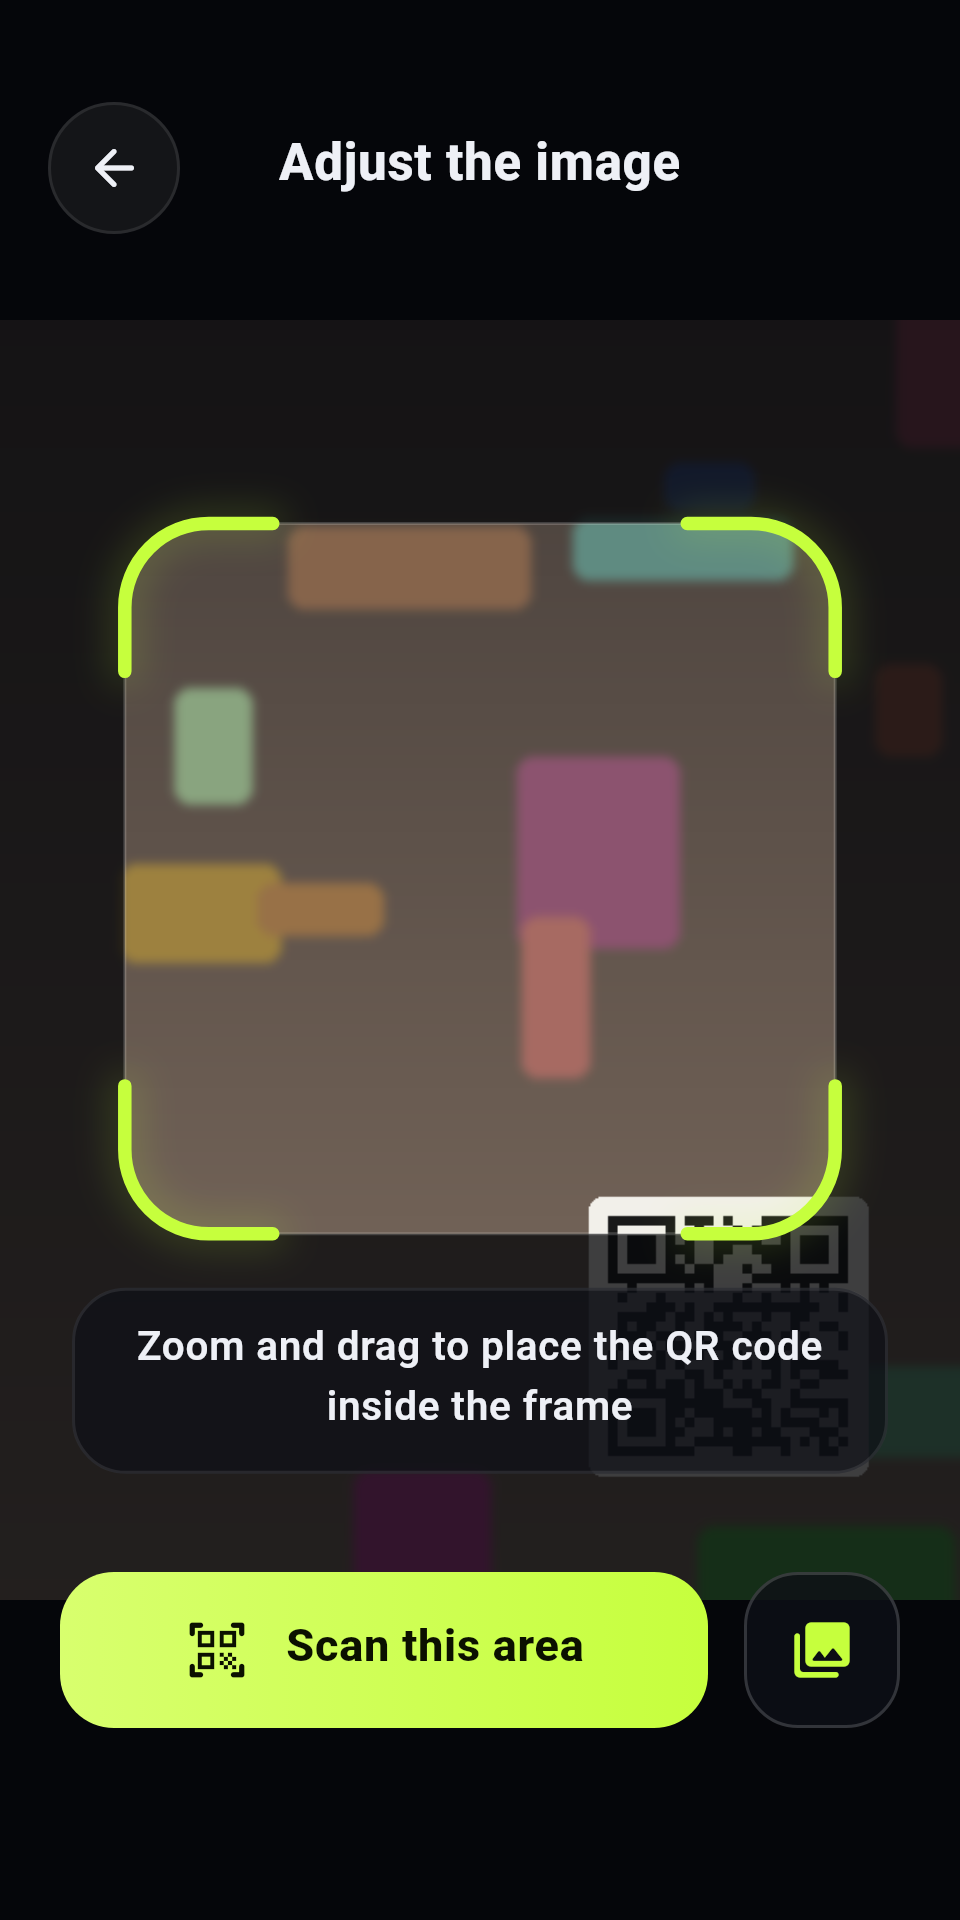 Adjust the image
Zoom and drag to place the QR code
inside the frame
Scan this area